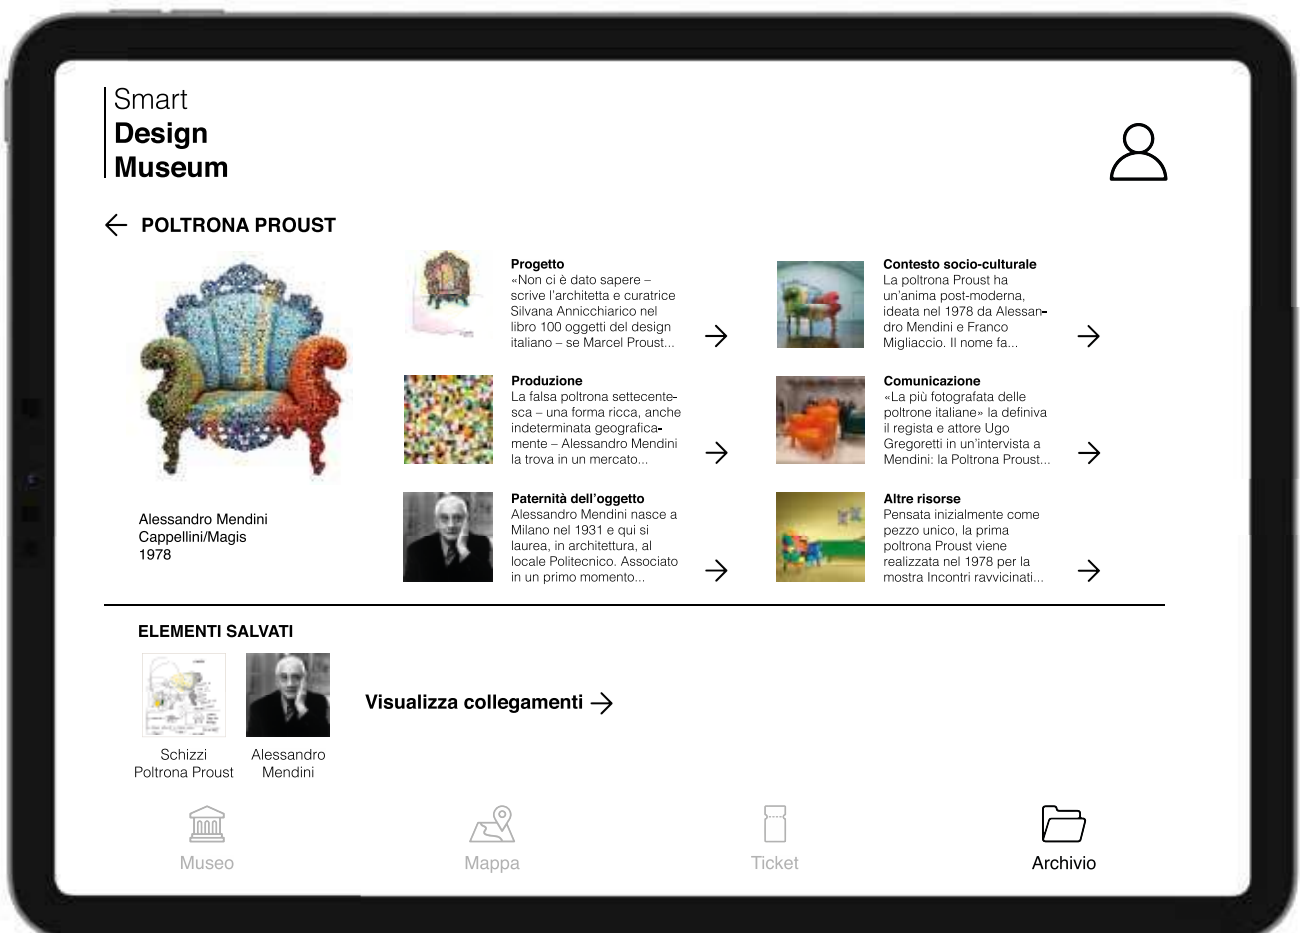 Smart
Design
Museum
POLTRONA PROUST
Alessandro Mendini
Cappellini/Magis
1978
Progetto
«Non ci è dato sapere –
scrive l'architetta e curatrice
Silvana Annicchiarico nel
libro 100 oggetti del design
italiano – se Marcel Proust...
Contesto socio-culturale
La poltrona Proust ha
un'anima post-moderna,
ideata nel 1978 da Alessan-
dro Mendini e Franco
Migliaccio. Il nome fa...
Produzione
La falsa poltrona settecente-
sca – una forma ricca, anche
indeterminata geografica-
mente – Alessandro Mendini
la trova in un mercato...
Comunicazione
«La più fotografata delle
poltrone italiane» la definiva
il regista e attore Ugo
Gregoretti in un'intervista a
Mendini: la Poltrona Proust...
Paternità dell'oggetto
Alessandro Mendini nasce a
Milano nel 1931 e qui si
laurea, in architettura, al
locale Politecnico. Associato
in un primo momento...
Altre risorse
Pensata inizialmente come
pezzo unico, la prima
poltrona Proust viene
realizzata nel 1978 per la
mostra Incontri ravvicinati...
ELEMENTI SALVATI
Schizzi
Poltrona Proust
Alessandro
Mendini
Visualizza collegamenti
Museo
Mappa
Ticket
Archivio